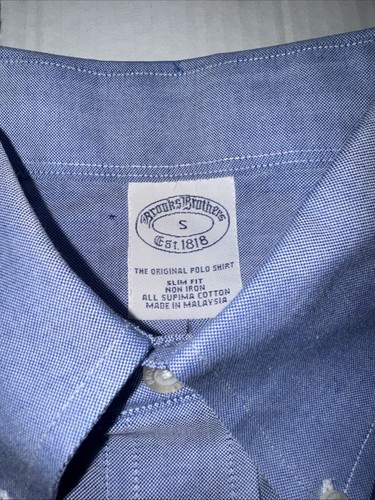 Brooks Brothers
S
Est. 1818
THE ORIGINAL POLO SHIRT
SLIM FIT
NON IRON
ALL SUPIMA COTTON
MADE IN MALAYSIA